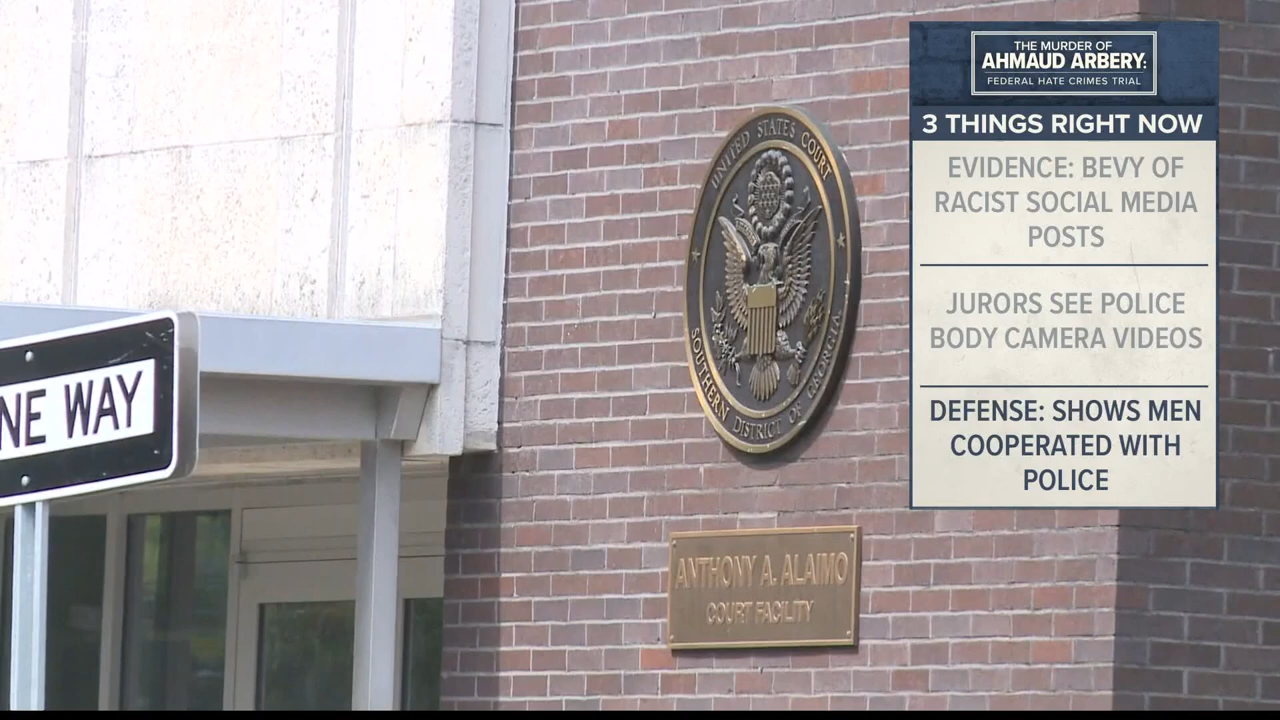 THE MURDER OF
AHMAUD ARBERY:
FEDERAL HATE CRIMES TRIAL
3 THINGS RIGHT NOW
EVIDENCE: BEVY OF
RACIST SOCIAL MEDIA
POSTS
JURORS SEE POLICE
BODY CAMERA VIDEOS
DEFENSE: SHOWS MEN
COOPERATED WITH
POLICE
UNITED STATES COURT
SOUTHERN DISTRICT OF GEORGIA
ANTHONY A. ALAIMO
COURT FACILITY
NE WAY